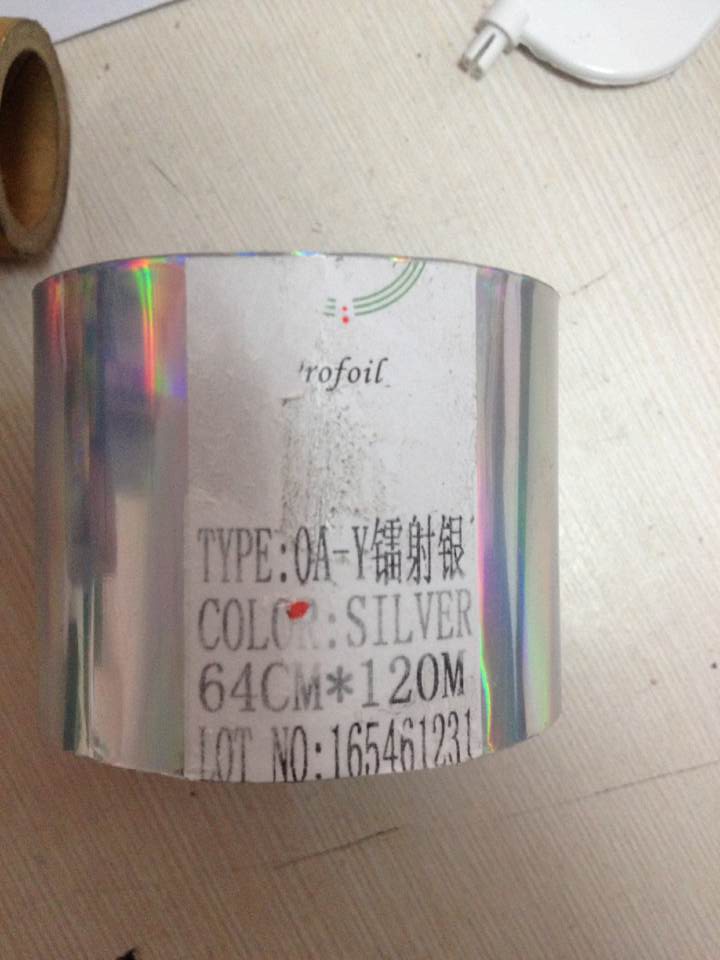 rofoil
TYPE:OA-Y镭射银
COLOR:SILVER
64CM*120M
LOT NO:165461231